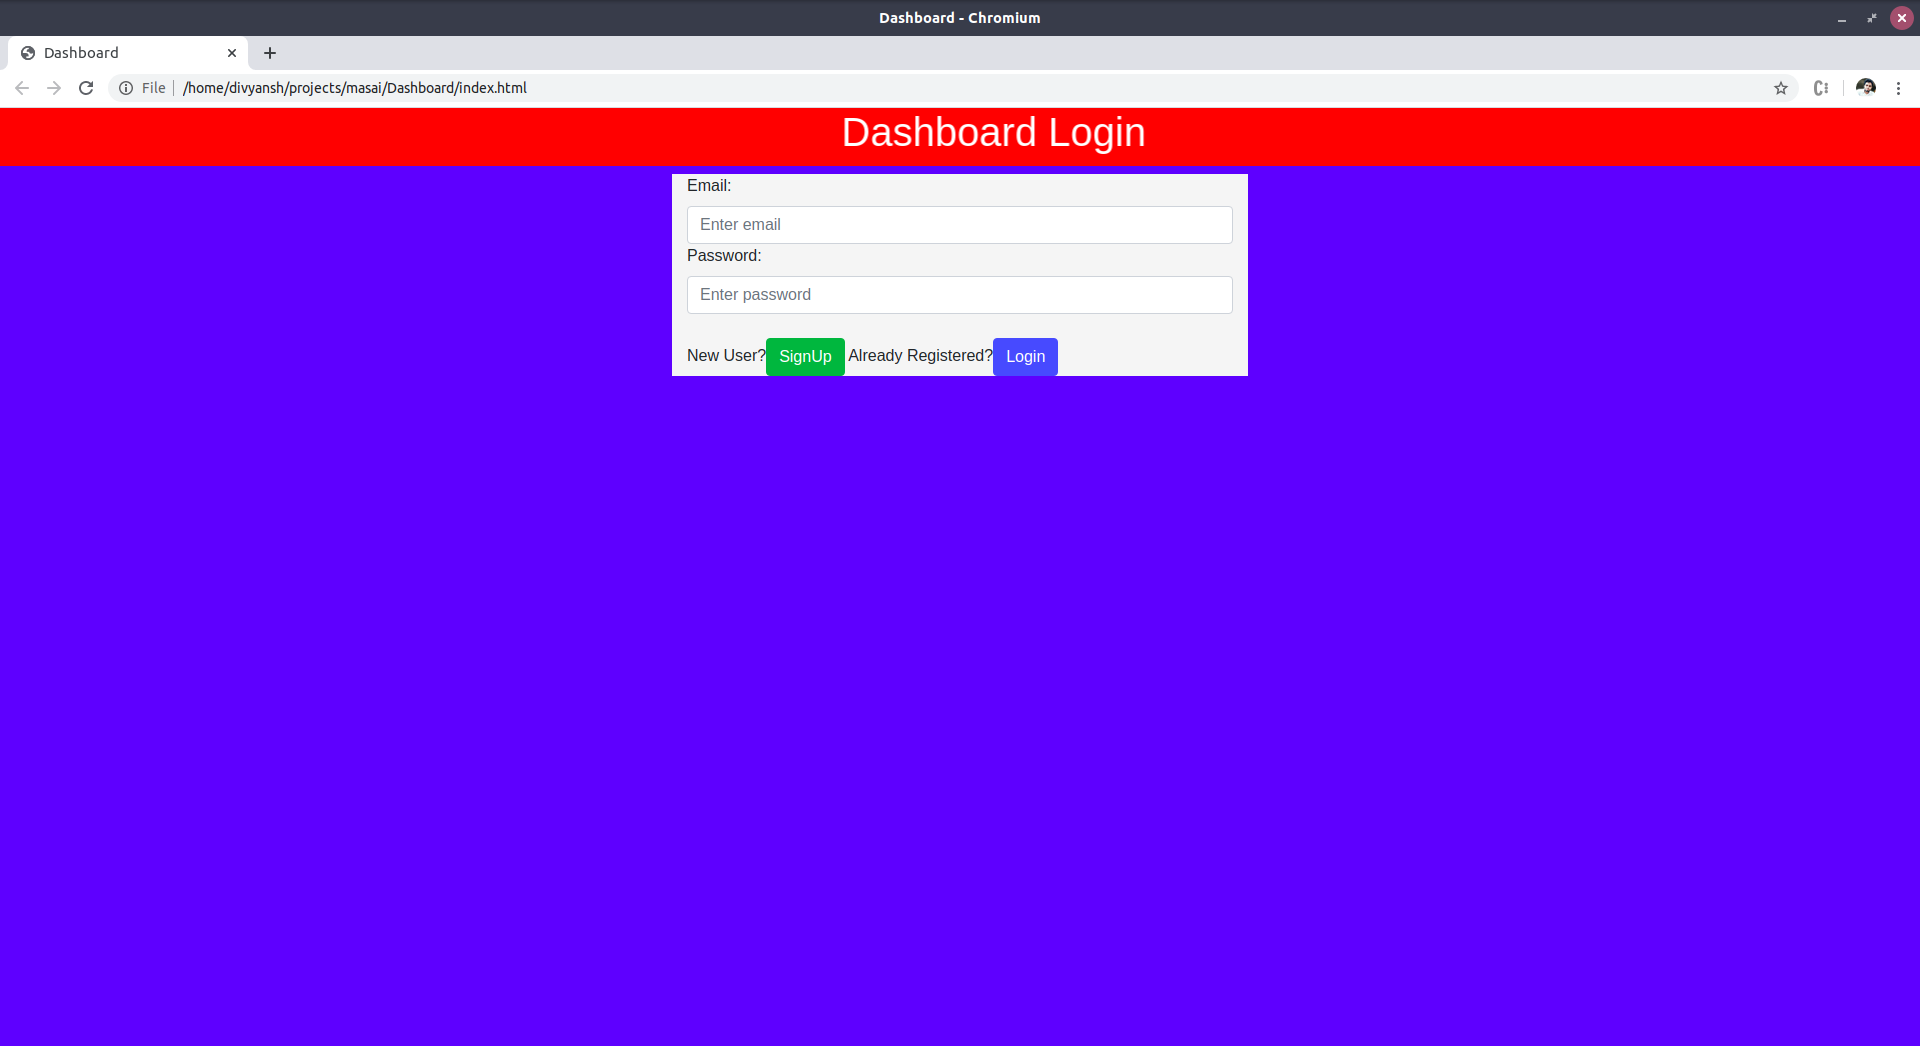 Dashboard - Chromium
Dashboard
File /home/divyansh/projects/masai/Dashboard/index.html
Dashboard Login
Email:
Enter email
Password:
Enter password
New User? SignUp Already Registered? Login